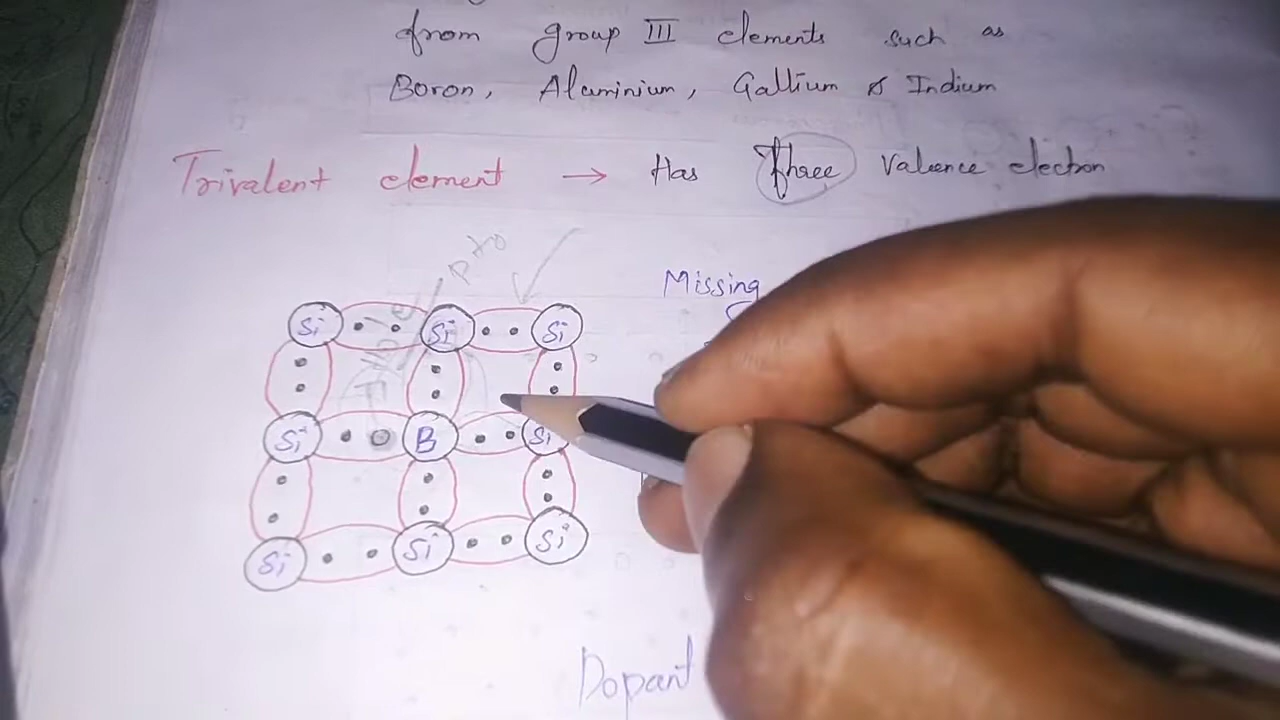 from group III elements such as
Boron, Aluminium, Gallium & Indium
Trivalent element → Has Three Valence electron
Missing
Si Si Si
Si B Si
Si Si Si
Dopant